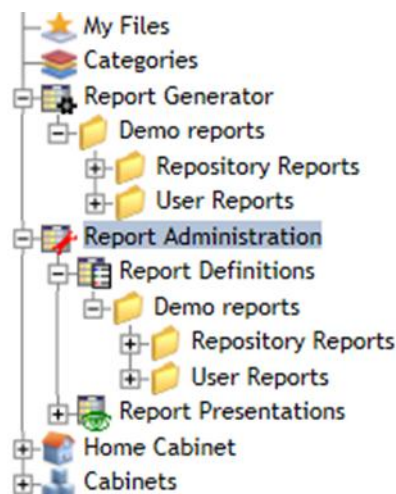 My Files
Categories
Report Generator
Demo reports
Repository Reports
User Reports
Report Administration
Report Definitions
Demo reports
Repository Reports
User Reports
Report Presentations
Home Cabinet
Cabinets